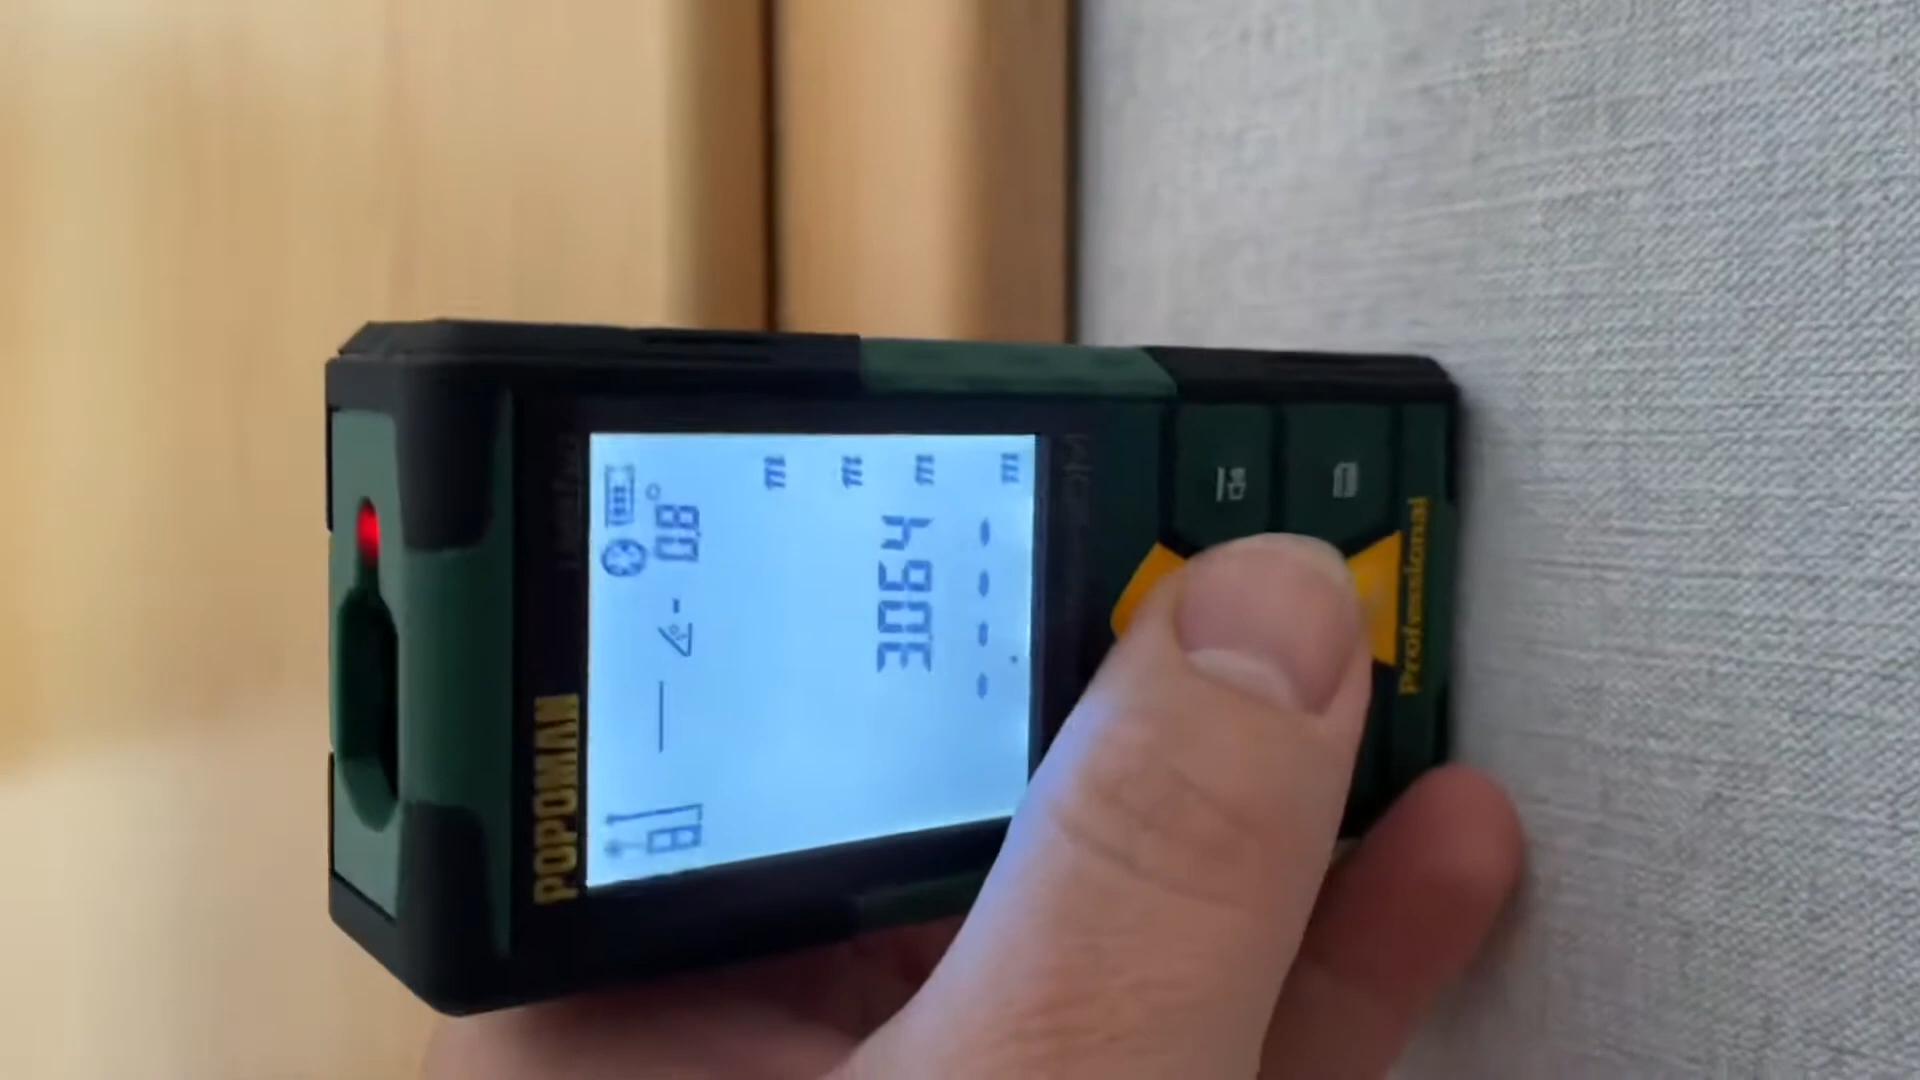 POPOMAN
- 0.8°
m
m
3.064 m
---- m
Professional